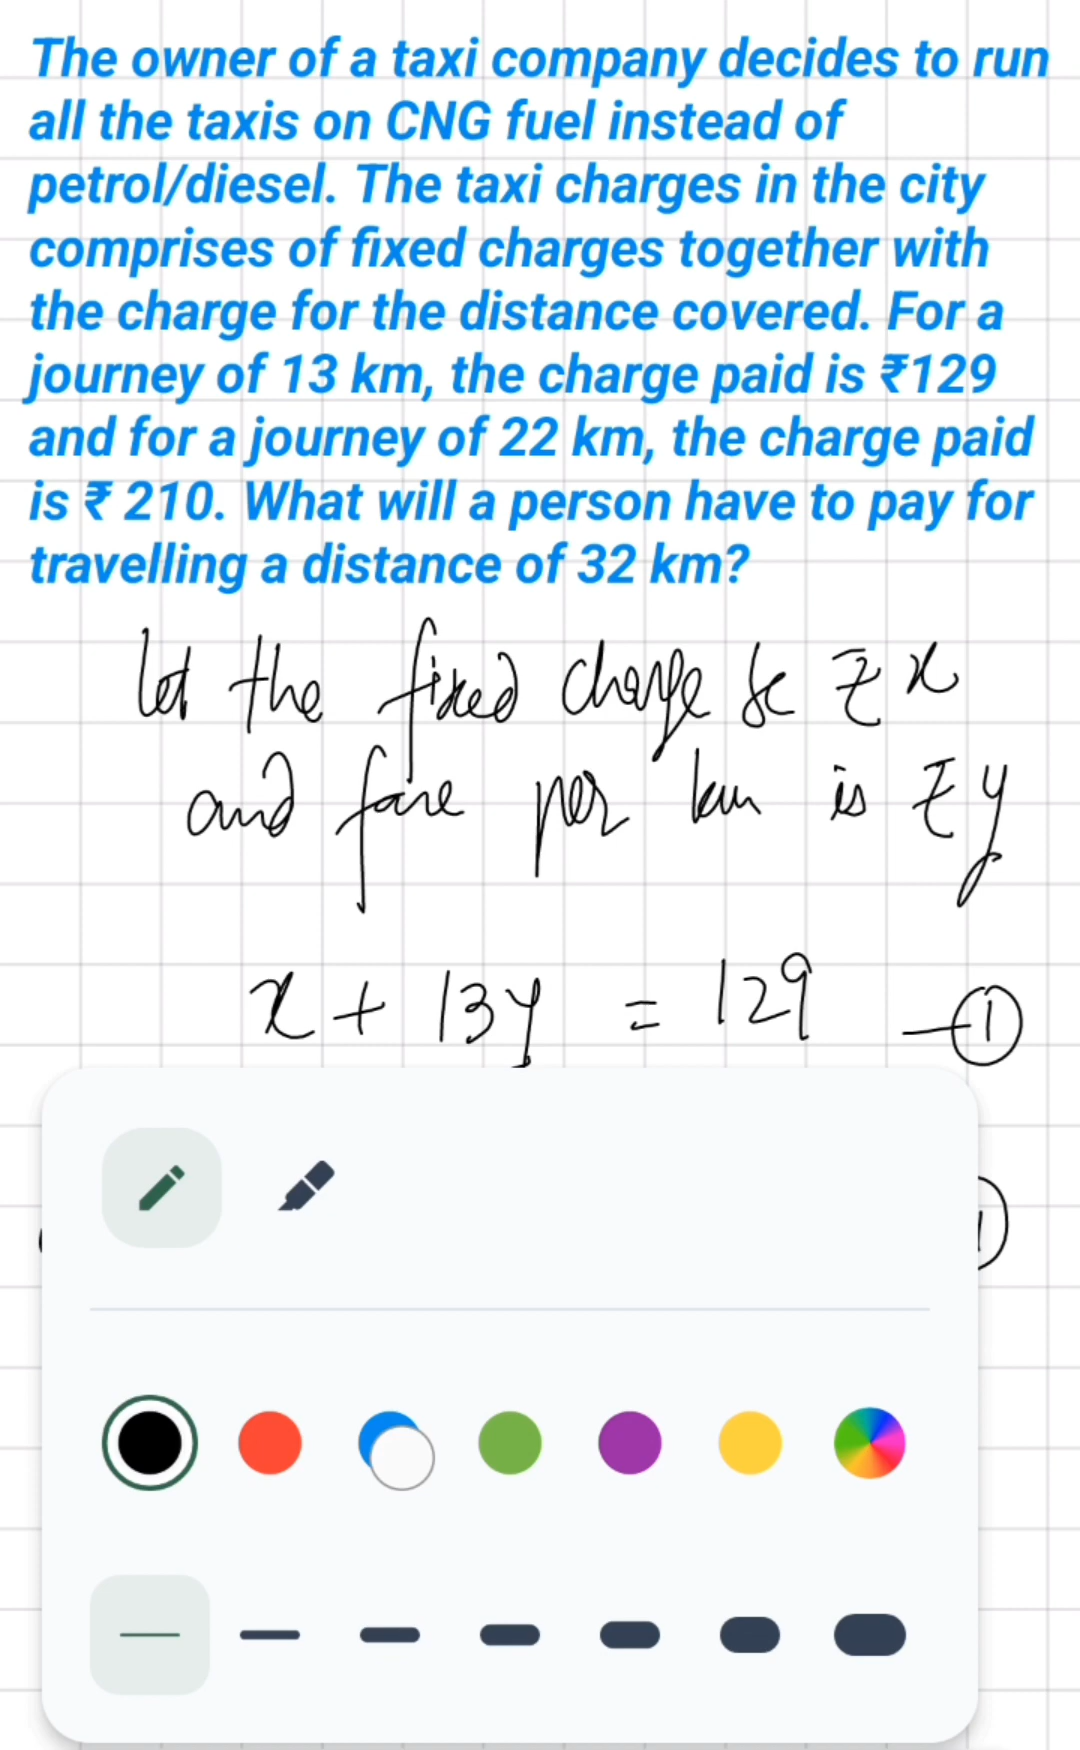 The owner of a taxi company decides to run
all the taxis on CNG fuel instead of
petrol/diesel. The taxi charges in the city
comprises of fixed charges together with
the charge for the distance covered. For a
journey of 13 km, the charge paid is ₹129
and for a journey of 22 km, the charge paid
is ₹ 210. What will a person have to pay for
travelling a distance of 32 km?
let the fixed charge be ₹ x
and fare per km is ₹ y
x + 13y = 129 — ①